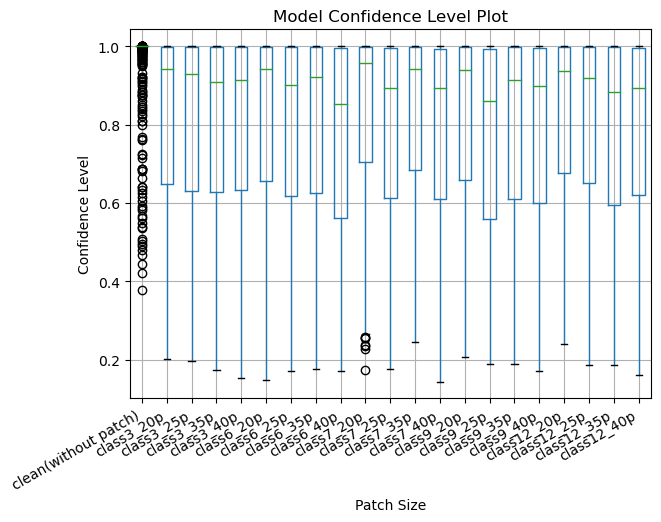 Model Confidence Level Plot
Confidence Level
1.0
0.8
0.6
0.4
0.2
clean(without patch)
class3_20p
class3_25p
class3_35p
class3_40p
class6_20p
class6_25p
class6_35p
class6_40p
class7_20p
class7_25p
class7_35p
class7_40p
class9_20p
class9_25p
class9_35p
class9_40p
class12_20p
class12_25p
class12_35p
class12_40p
Patch Size